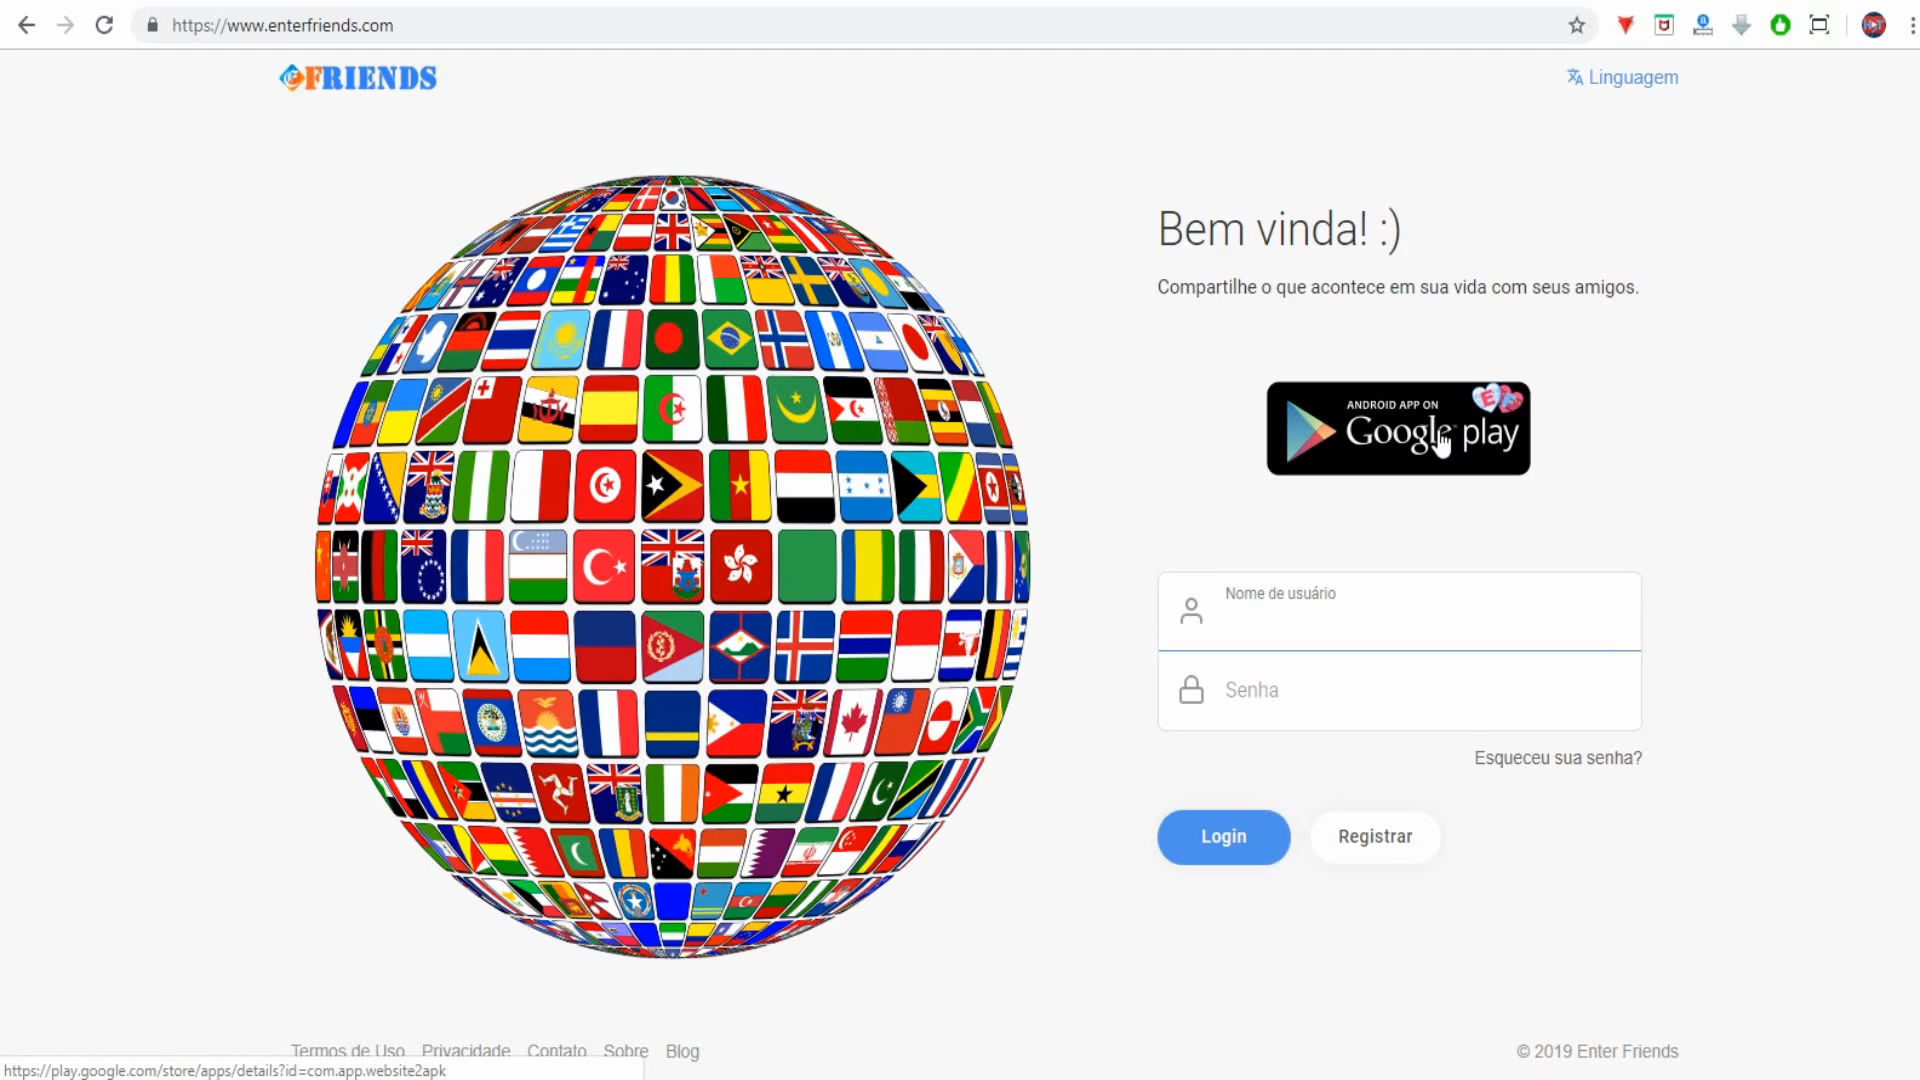 https://www.enterfriends.com
FRIENDS
Linguagem
Bem vinda! :)
Compartilhe o que acontece em sua vida com seus amigos.
EF
ANDROID APP ON
Google play
Nome de usuário
Senha
Esqueceu sua senha?
Login
Registrar
Termos de Uso Privacidade Contato Sobre Blog
© 2019 Enter Friends
https://play.google.com/store/apps/details?id=com.app.website2apk